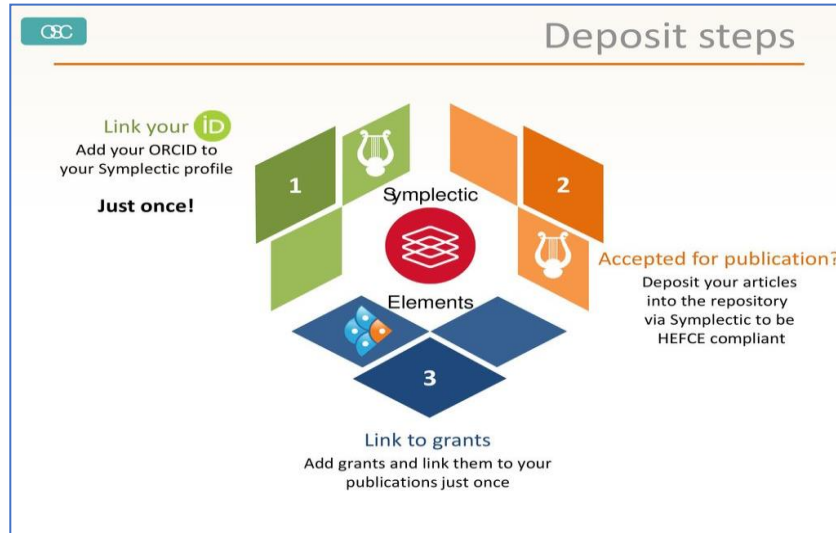 OSC
Deposit steps
Link your iD
Add your ORCID to
your Symplectic profile
Just once!
1
Symplectic
Elements
2
Accepted for publication?
Deposit your articles
into the repository
via Symplectic to be
HEFCE compliant
3
Link to grants
Add grants and link them to your
publications just once